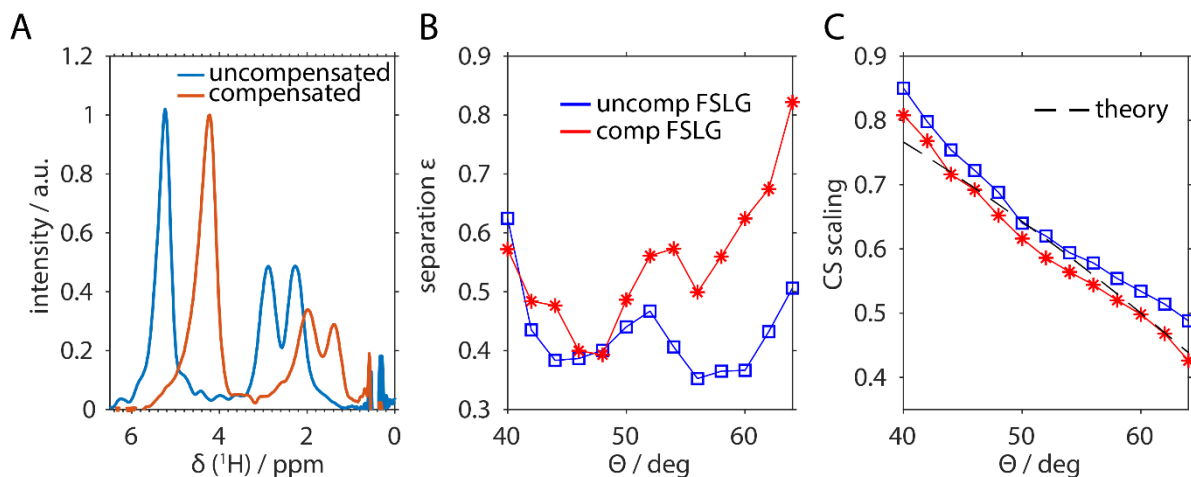 A
1.2
1
0.8
0.6
0.4
0.2
0
intensity / a.u.
uncompensated
compensated
6 4 2 0
δ (¹H) / ppm
B
0.9
0.8
0.7
0.6
0.5
0.4
0.3
separation ε
uncomp FSLG
comp FSLG
40 50 60
Θ / deg
C
0.9
0.8
0.7
0.6
0.5
0.4
CS scaling
theory
40 50 60
Θ / deg